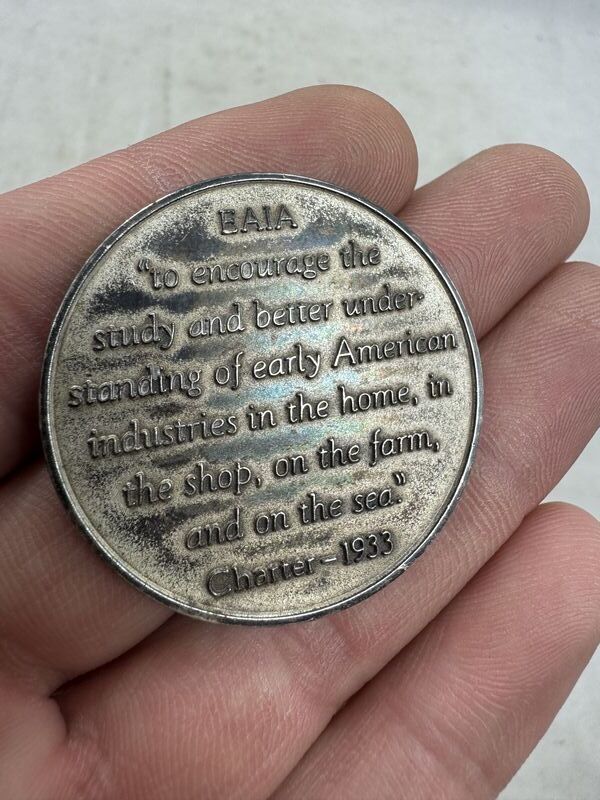 EAIA
"to encourage the
study and better under-
standing of early American
industries in the home, in
the shop, on the farm,
and on the sea."
Charter-1933